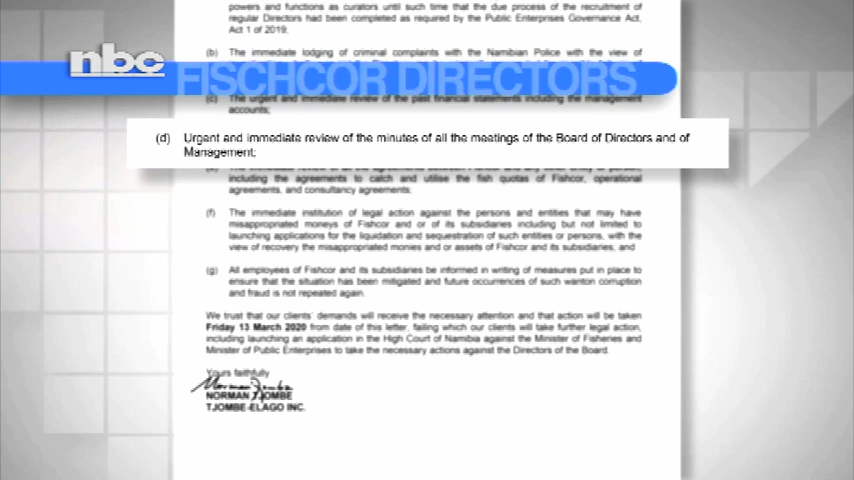 powers and functions as curators until such time that the due process of the recruitment of
regular Directors had been completed as required by the Public Enterprises Governance Act,
Act 1 of 2019;
(b) The immediate lodging of criminal complaints with the Namibian Police with the view of
nbc
FISCHCOR DIRECTORS
(c) The urgent and immediate review of the past financial statements including the management
accounts;
(d) Urgent and immediate review of the minutes of all the meetings of the Board of Directors and of
Management;
including the agreements to catch and utilise the fish quotas of Fishcor, operational
agreements, and consultancy agreements;
(f) The immediate institution of legal action against the persons and entities that may have
misappropriated moneys of Fishcor and or of its subsidiaries including but not limited to
launching applications for the liquidation and sequestration of such entities or persons, with the
view of recovery the misappropriated monies and or assets of Fishcor and its subsidiaries, and
(g) All employees of Fishcor and its subsidiaries be informed in writing of measures put in place to
ensure that the situation has been mitigated and future occurrences of such wanton corruption
and fraud is not repeated again.
We trust that our clients' demands will receive the necessary attention and that action will be taken
Friday 13 March 2020 from date of this letter, failing which our clients will take further legal action,
including launching an application in the High Court of Namibia against the Minister of Fisheries and
Minister of Public Enterprises to take the necessary actions against the Directors of the Board.
Yours faithfully
Norman Tjombe
NORMAN TJOMBE
TJOMBE-ELAGO INC.